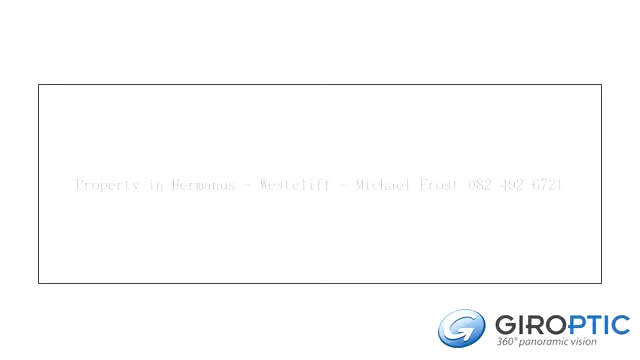 Property in Hermanus - Westcliff - Michael Frost 082 492 6721
GIROPTIC
360° panoramic vision